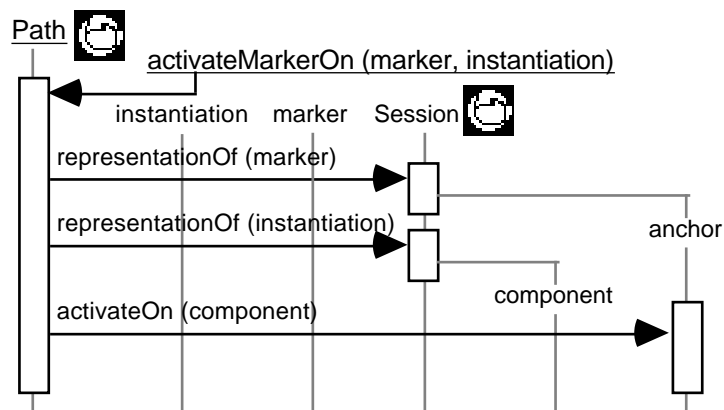 Path
activateMarkerOn (marker, instantiation)
instantiation marker Session
representationOf (marker)
representationOf (instantiation)
anchor
component
activateOn (component)